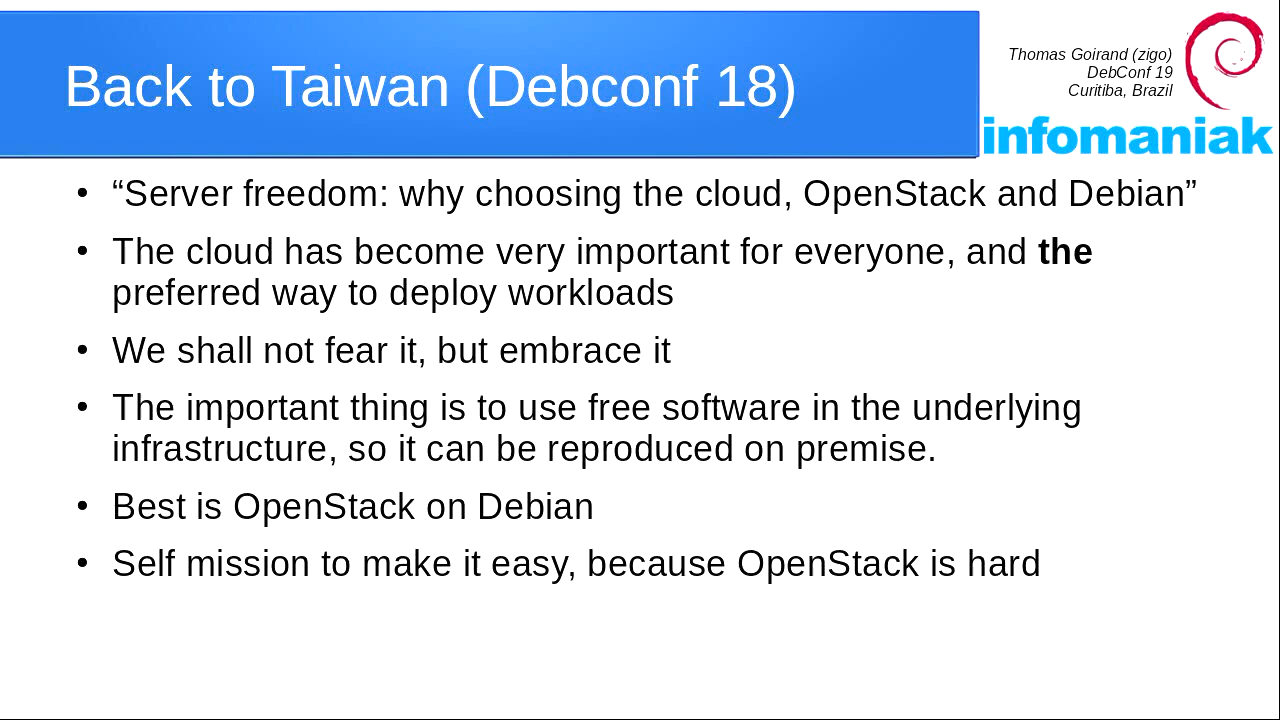 Back to Taiwan (Debconf 18)
Thomas Goirand (zigo)
DebConf 19
Curitiba, Brazil
infomaniak
• “Server freedom: why choosing the cloud, OpenStack and Debian”
• The cloud has become very important for everyone, and the
preferred way to deploy workloads
• We shall not fear it, but embrace it
• The important thing is to use free software in the underlying
infrastructure, so it can be reproduced on premise.
• Best is OpenStack on Debian
• Self mission to make it easy, because OpenStack is hard